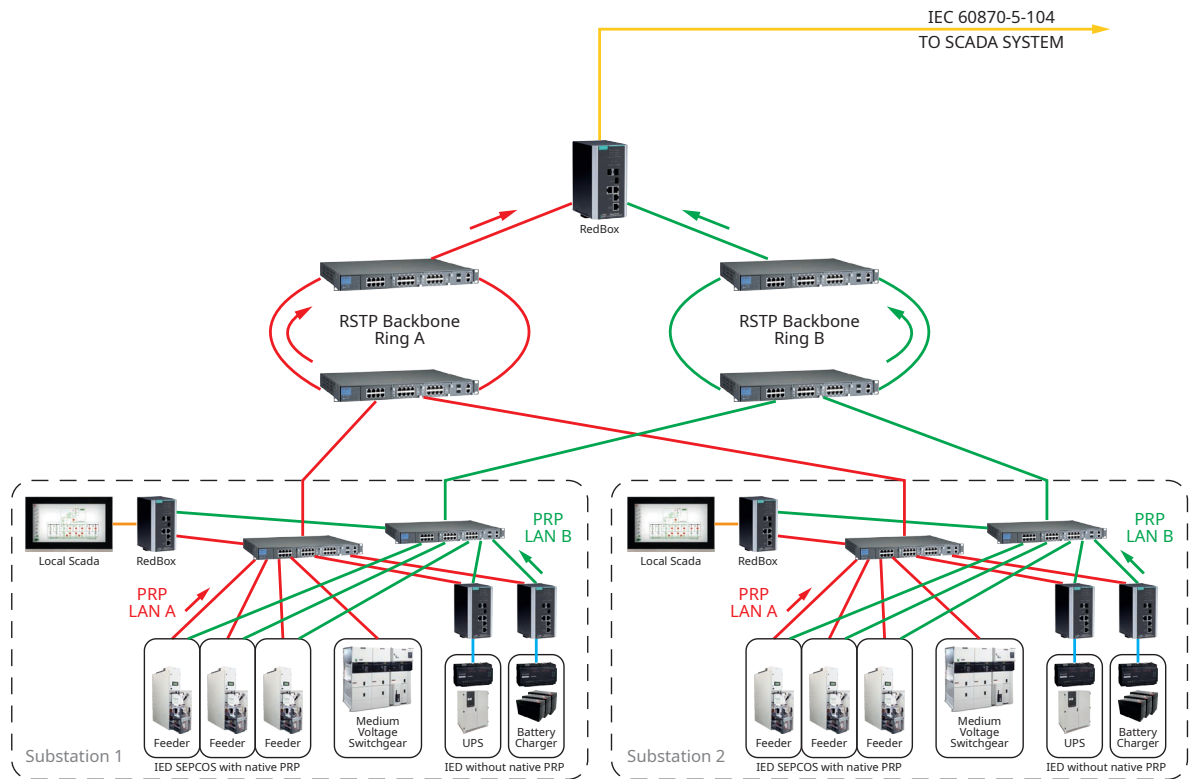 IEC 60870-5-104
TO SCADA SYSTEM
RedBox
RSTP Backbone
Ring A
RSTP Backbone
Ring B
Local Scada
RedBox
PRP
LAN B
PRP
LAN A
Feeder
Feeder
Feeder
Medium
Voltage
Switchgear
UPS
Battery
Charger
Substation 1
IED SEPCOS with native PRP
IED without native PRP
Local Scada
RedBox
PRP
LAN B
PRP
LAN A
Feeder
Feeder
Feeder
Medium
Voltage
Switchgear
UPS
Battery
Charger
Substation 2
IED SEPCOS with native PRP
IED without native PRP